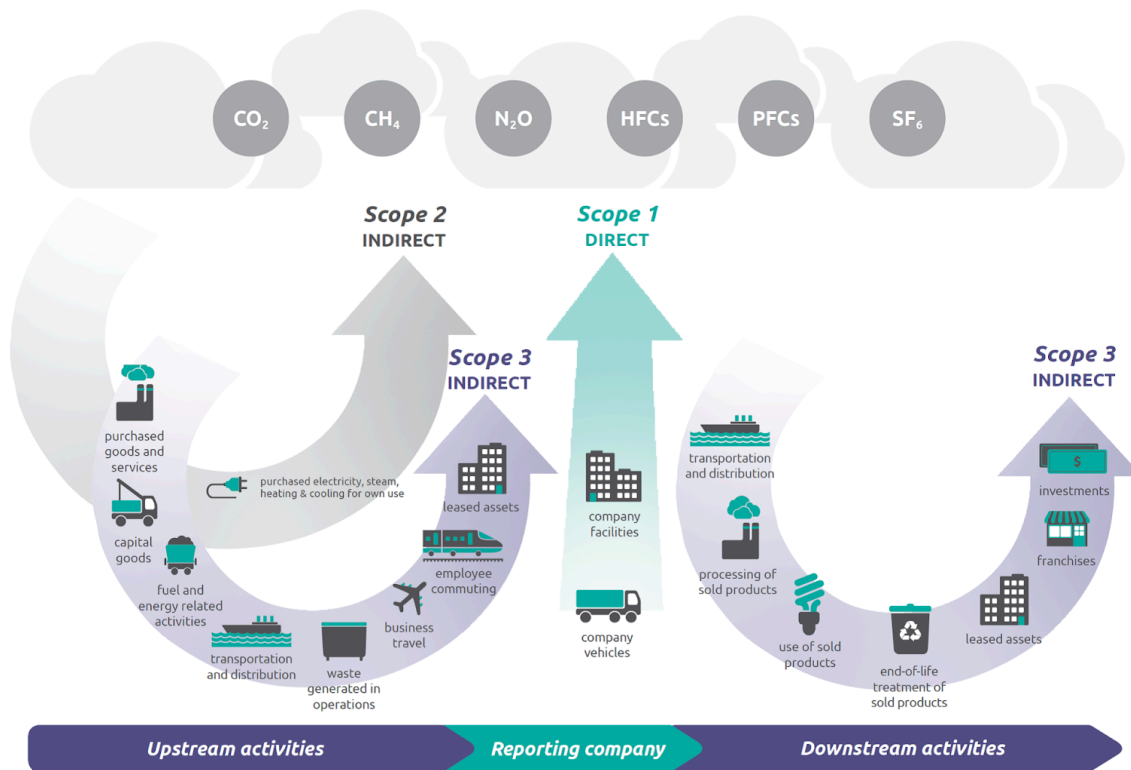 CO₂
CH₄
N₂O
HFCs
PFCs
SF₆
Scope 2
INDIRECT
Scope 1
DIRECT
Scope 3
INDIRECT
Scope 3
INDIRECT
purchased
goods and
services
capital
goods
fuel and
energy related
activities
transportation
and distribution
waste
generated in
operations
business
travel
employee
commuting
leased assets
purchased electricity, steam,
heating & cooling for own use
company
facilities
company
vehicles
transportation
and distribution
processing of
sold products
use of sold
products
end-of-life
treatment of
sold products
leased assets
franchises
$
investments
Upstream activities
Reporting company
Downstream activities